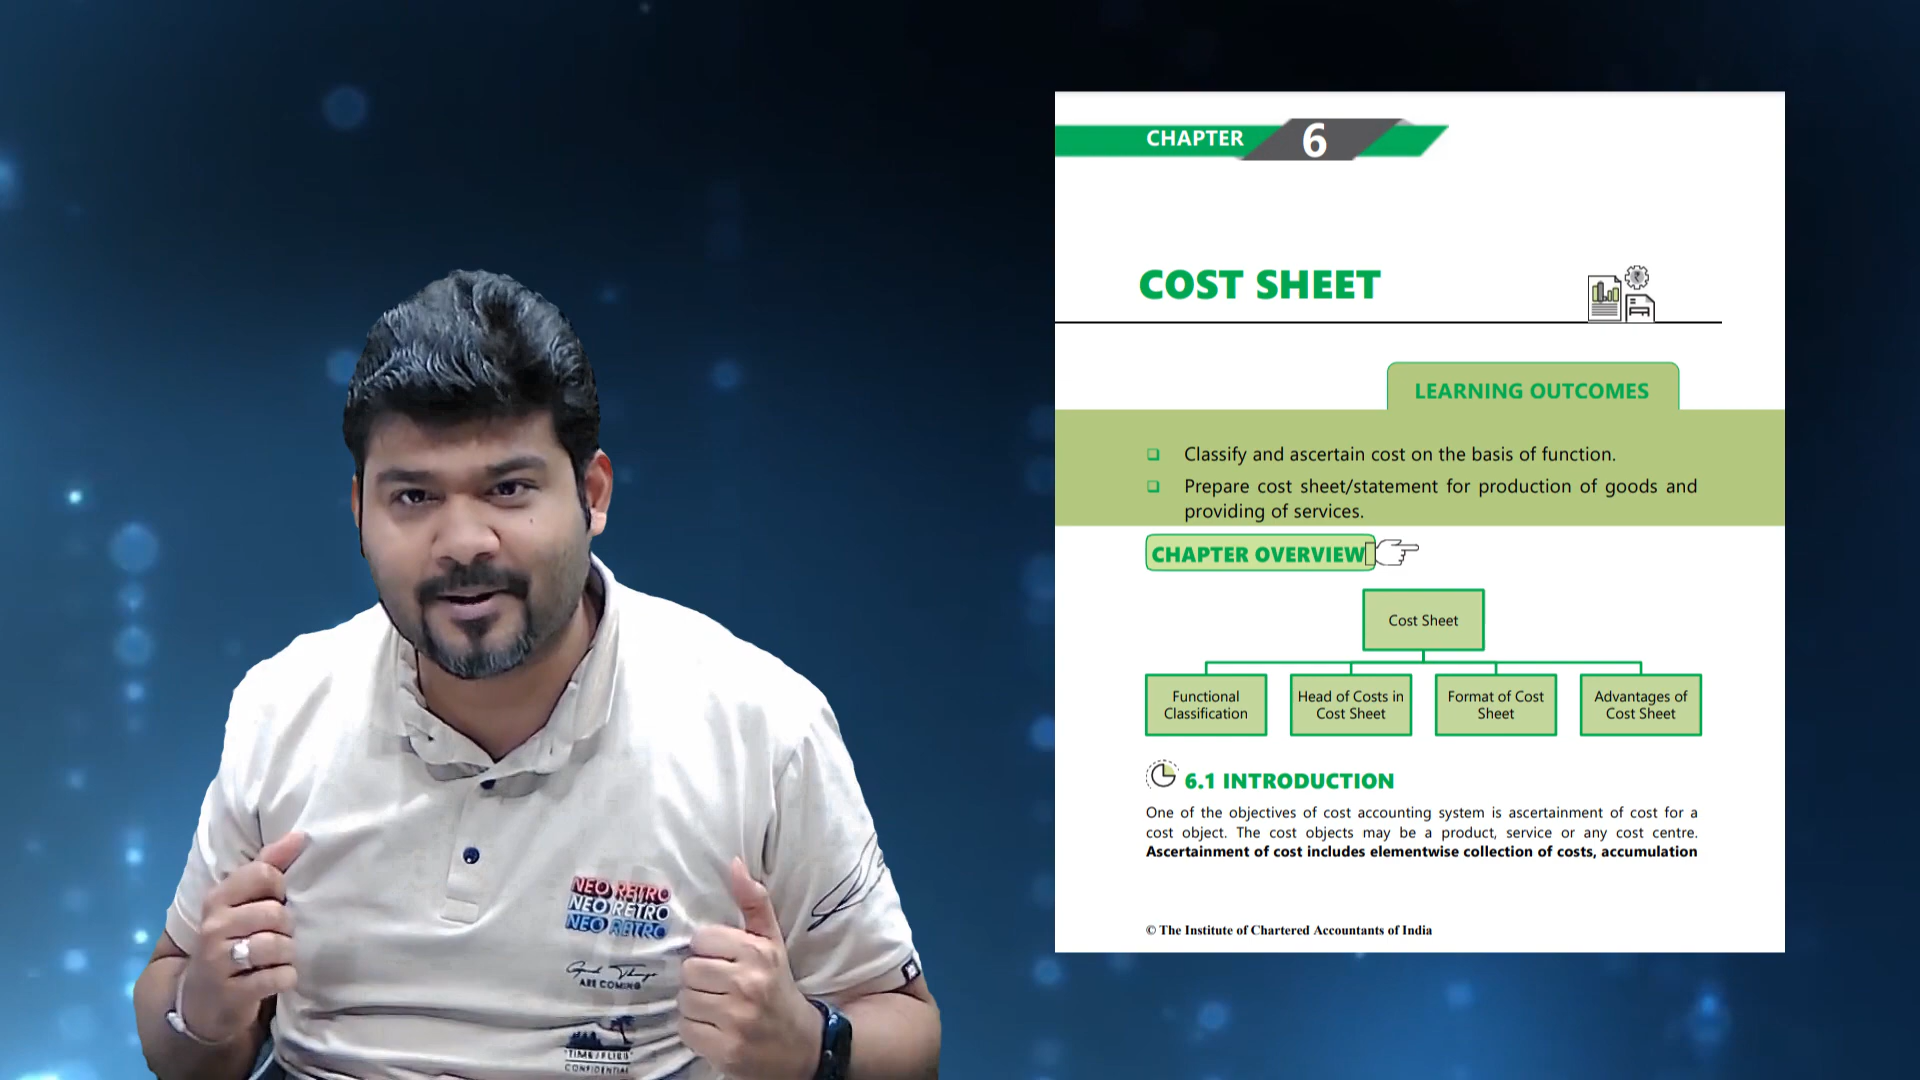 CHAPTER 6
COST SHEET
LEARNING OUTCOMES
❑ Classify and ascertain cost on the basis of function.
❑ Prepare cost sheet/statement for production of goods and
providing of services.
CHAPTER OVERVIEW
Cost Sheet
Functional
Classification
Head of Costs in
Cost Sheet
Format of Cost
Sheet
Advantages of
Cost Sheet
6.1 INTRODUCTION
One of the objectives of cost accounting system is ascertainment of cost for a
cost object. The cost objects may be a product, service or any cost centre.
Ascertainment of cost includes elementwise collection of costs, accumulation
© The Institute of Chartered Accountants of India
NEO RETRO
NEO RETRO
NEO RETRO
Good Things
ARE COMING
"TIME/FLIES"
CONFIDENTIAL